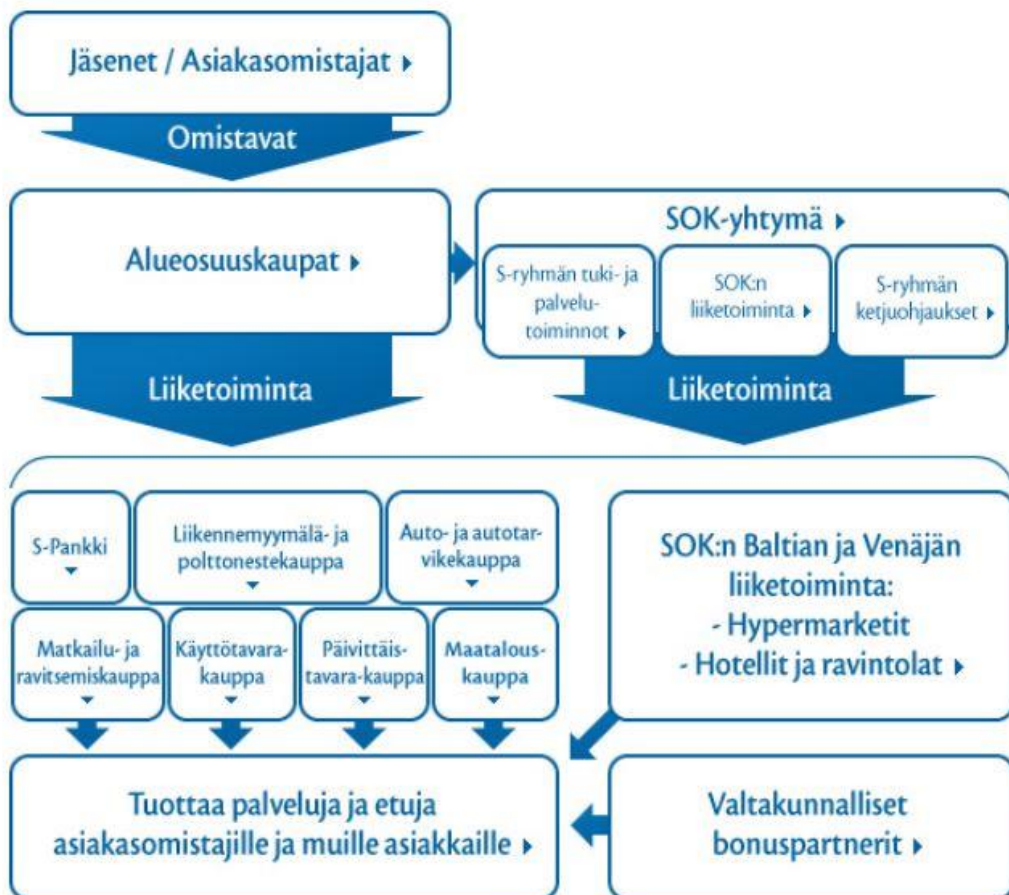 Jäsenet / Asiakasomistajat
Omistavat
Alueosuuskaupat
SOK-yhtymä
S-ryhmän tuki- ja
palvelu-
toiminnot
SOK:n
liiketoiminta
S-ryhmän
ketjuohjaukset
Liiketoiminta
Liiketoiminta
S-Pankki
Liikennemyymälä- ja
polttonestekauppa
Auto- ja autotar-
vikekauppa
Matkailu- ja
ravitsemiskauppa
Käyttötavara-
kauppa
Päivittäis-
tavara-kauppa
Maatalous-
kauppa
SOK:n Baltian ja Venäjän
liiketoiminta:
- Hypermarketit
- Hotellit ja ravintolat
Tuottaa palveluja ja etuja
asiakasomistajille ja muille asiakkaille
Valtakunnalliset
bonuspartnerit